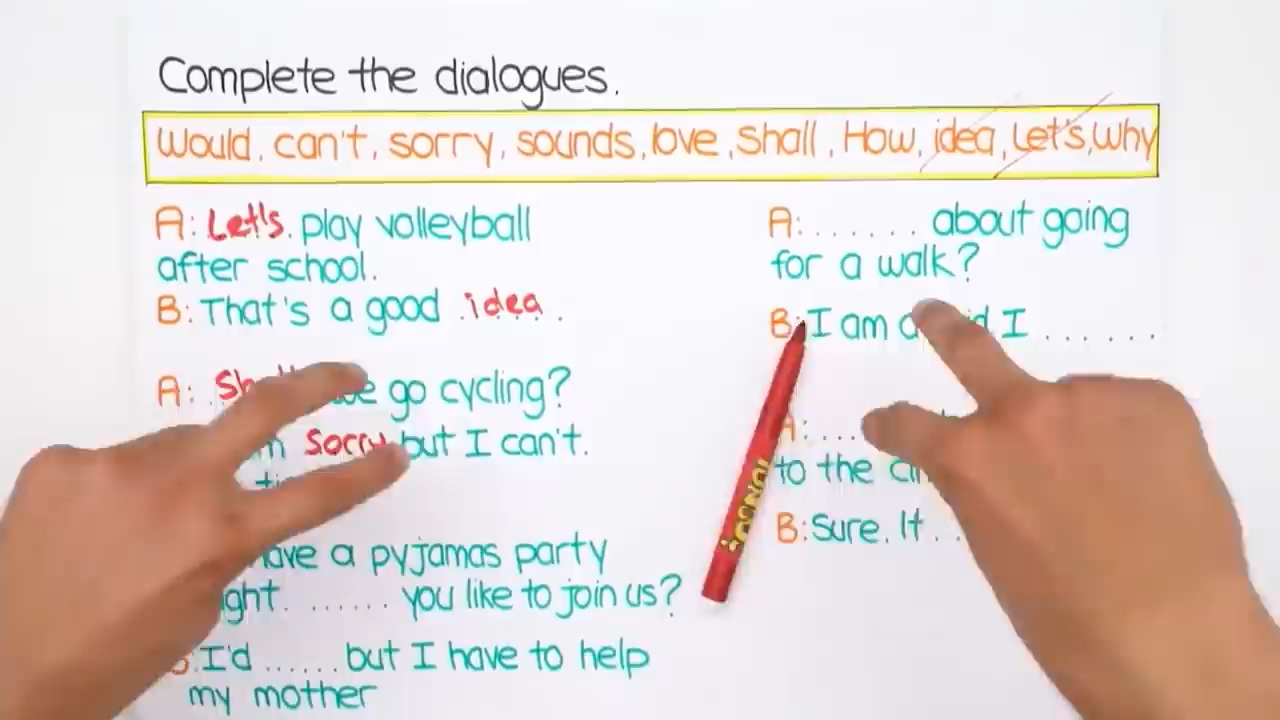 Complete the dialogues.
Would, can't, sorry, sounds, love, Shall, How, idea, Let's, Why
A: Let's. play volleyball
after school.
B: That's a good .idea .
A: go cycling?
sorry but I can't.
a pyjamas party
...... you like to join us?
I'd ...... but I have to help
my mother
A: ....... about going
for a walk?
B: I am I ......
A: ...
to the
B: Sure. It ..